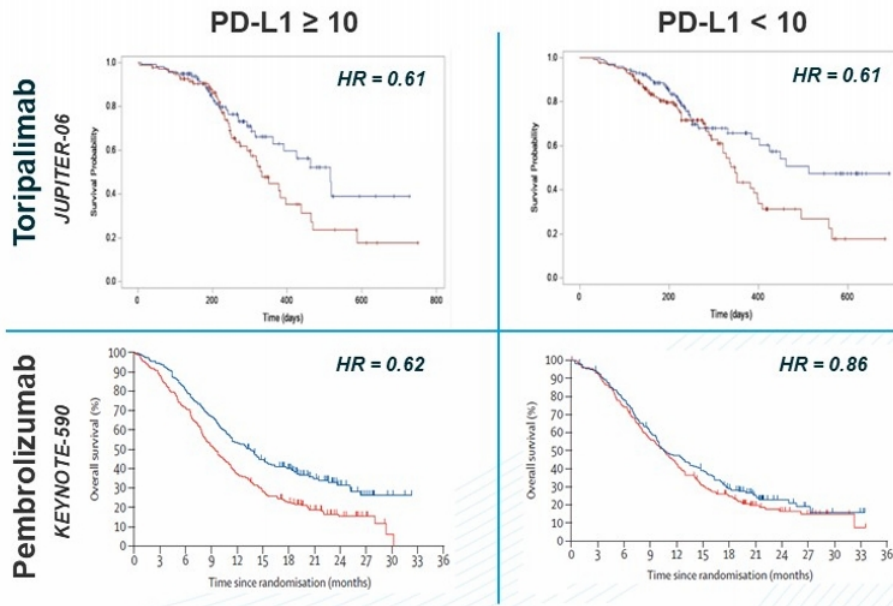 PD-L1 ≥ 10
PD-L1 < 10
Toripalimab
JUPITER-06
HR = 0.61
Survival Probability
1.0
0.8
0.6
0.4
0.2
0.0
0 200 400 600 800
Time (days)
HR = 0.61
Survival Probability
1.0
0.8
0.6
0.4
0.2
0.0
0 200 400 600
Time (days)
Pembrolizumab
KEYNOTE-590
HR = 0.62
Overall survival (%)
100
90
80
70
60
50
40
30
20
10
0
0 3 6 9 12 15 18 21 24 27 30 33 36
Time since randomisation (months)
HR = 0.86
Overall survival (%)
100
90
80
70
60
50
40
30
20
10
0
0 3 6 9 12 15 18 21 24 27 30 33 36
Time since randomisation (months)